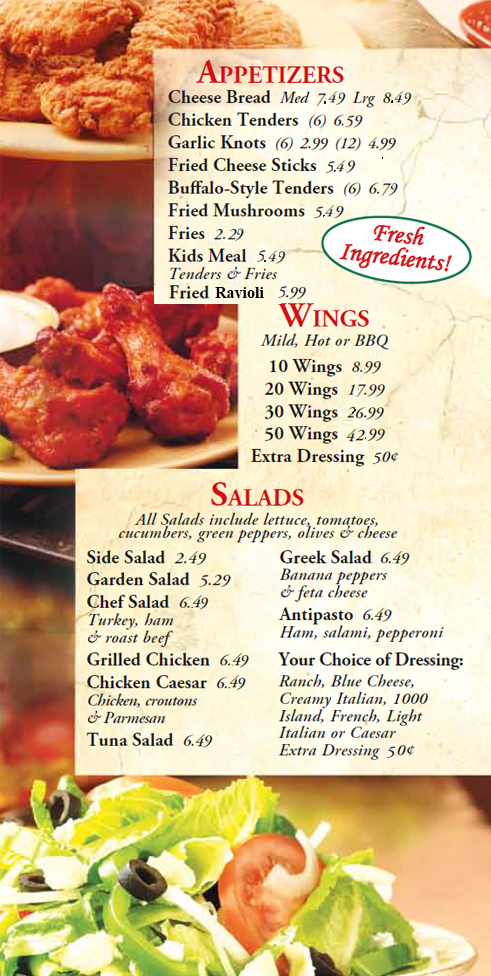 APPETIZERS
Cheese Bread Med 7.49 Lrg 8.49
Chicken Tenders (6) 6.59
Garlic Knots (6) 2.99 (12) 4.99
Fried Cheese Sticks 5.49
Buffalo-Style Tenders (6) 6.79
Fried Mushrooms 5.49
Fries 2.29
Kids Meal 5.49
Tenders & Fries
Fried Ravioli 5.99
Fresh
Ingredients!
WINGS
Mild, Hot or BBQ
10 Wings 8.99
20 Wings 17.99
30 Wings 26.99
50 Wings 42.99
Extra Dressing 50¢
SALADS
All Salads include lettuce, tomatoes,
cucumbers, green peppers, olives & cheese
Side Salad 2.49
Garden Salad 5.29
Chef Salad 6.49
Turkey, ham
& roast beef
Grilled Chicken 6.49
Chicken Caesar 6.49
Chicken, croutons
& Parmesan
Tuna Salad 6.49
Greek Salad 6.49
Banana peppers
& feta cheese
Antipasto 6.49
Ham, salami, pepperoni
Your Choice of Dressing:
Ranch, Blue Cheese,
Creamy Italian, 1000
Island, French, Light
Italian or Caesar
Extra Dressing 50¢